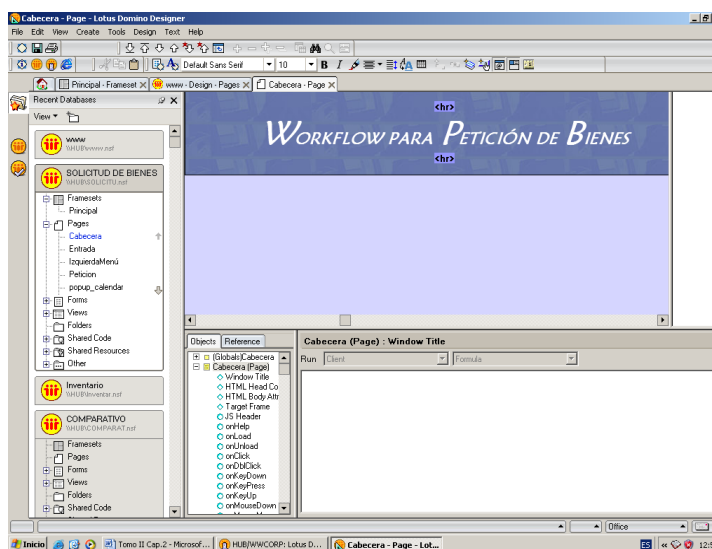 Cabecera - Page - Lotus Domino Designer
File Edit View Create Tools Design Text Help
Default Sans Serif 10 B I
Principal - Frameset www - Design - Pages Cabecera - Page
Recent Databases
View
www
\\HUB\www.nsf
SOLICITUD DE BIENES
\\HUB\SOLICITU.nsf
Framesets
Principal
Pages
Cabecera
Entrada
IzquierdaMenú
Peticion
popup_calendar
Forms
Views
Folders
Shared Code
Shared Resources
Other
Inventario
\\HUB\Inventar.nsf
COMPARATIVO
\\HUB\COMPARAT.nsf
Framesets
Pages
Forms
Views
Folders
Shared Code
<hr>
WORKFLOW PARA PETICIÓN DE BIENES
<hr>
Objects Reference
(Globals)Cabecera
Cabecera (Page)
Window Title
HTML Head Co
HTML Body Attr
Target Frame
JS Header
onHelp
onLoad
onUnload
onClick
onDblClick
onKeyDown
onKeyPress
onKeyUp
onMouseDown
Cabecera (Page) : Window Title
Run Client Formula
Office
Inicio Tomo II Cap.2 - Microsof... HUB/WWCORP: Lotus D... Cabecera - Page - Lot... ES